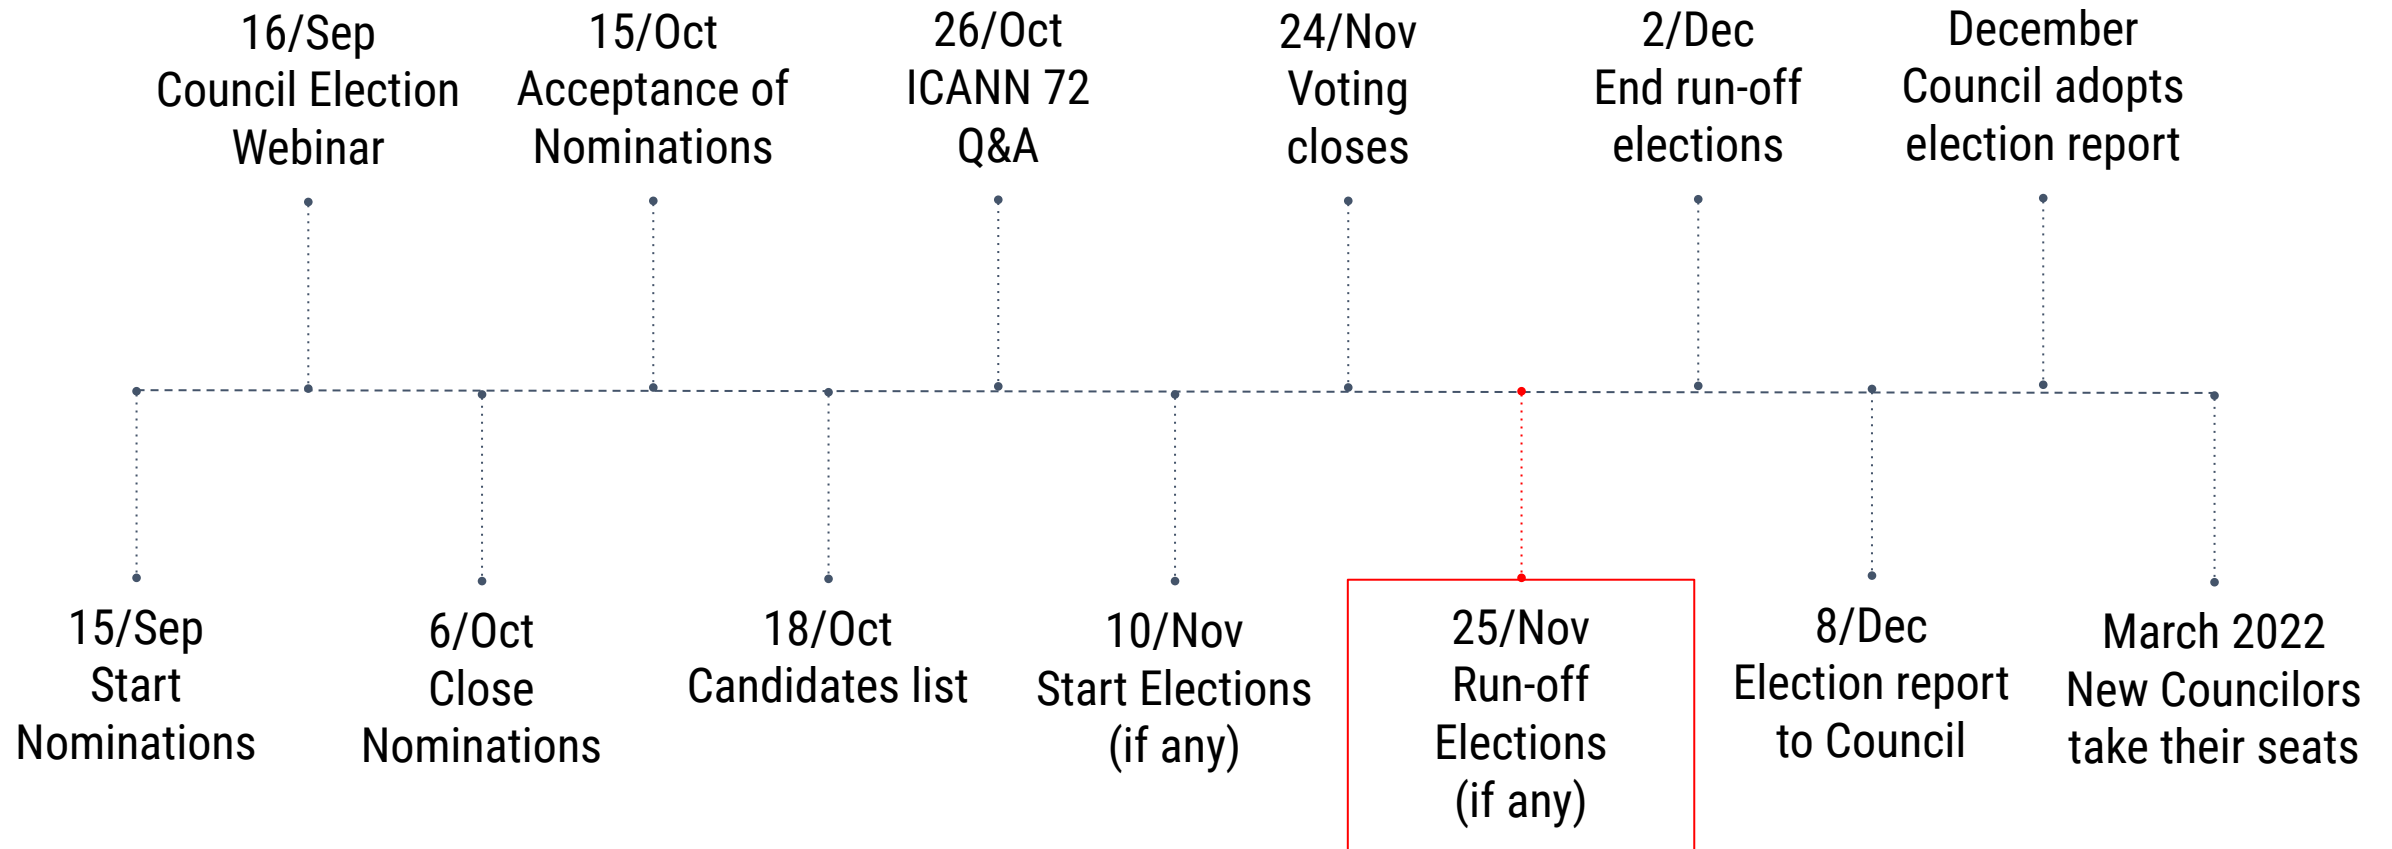 16/Sep
Council Election
Webinar
15/Oct
Acceptance of
Nominations
26/Oct
ICANN 72
Q&A
24/Nov
Voting
closes
2/Dec
End run-off
elections
December
Council adopts
election report
15/Sep
Start
Nominations
6/Oct
Close
Nominations
18/Oct
Candidates list
10/Nov
Start Elections
(if any)
25/Nov
Run-off
Elections
(if any)
8/Dec
Election report
to Council
March 2022
New Councilors
take their seats